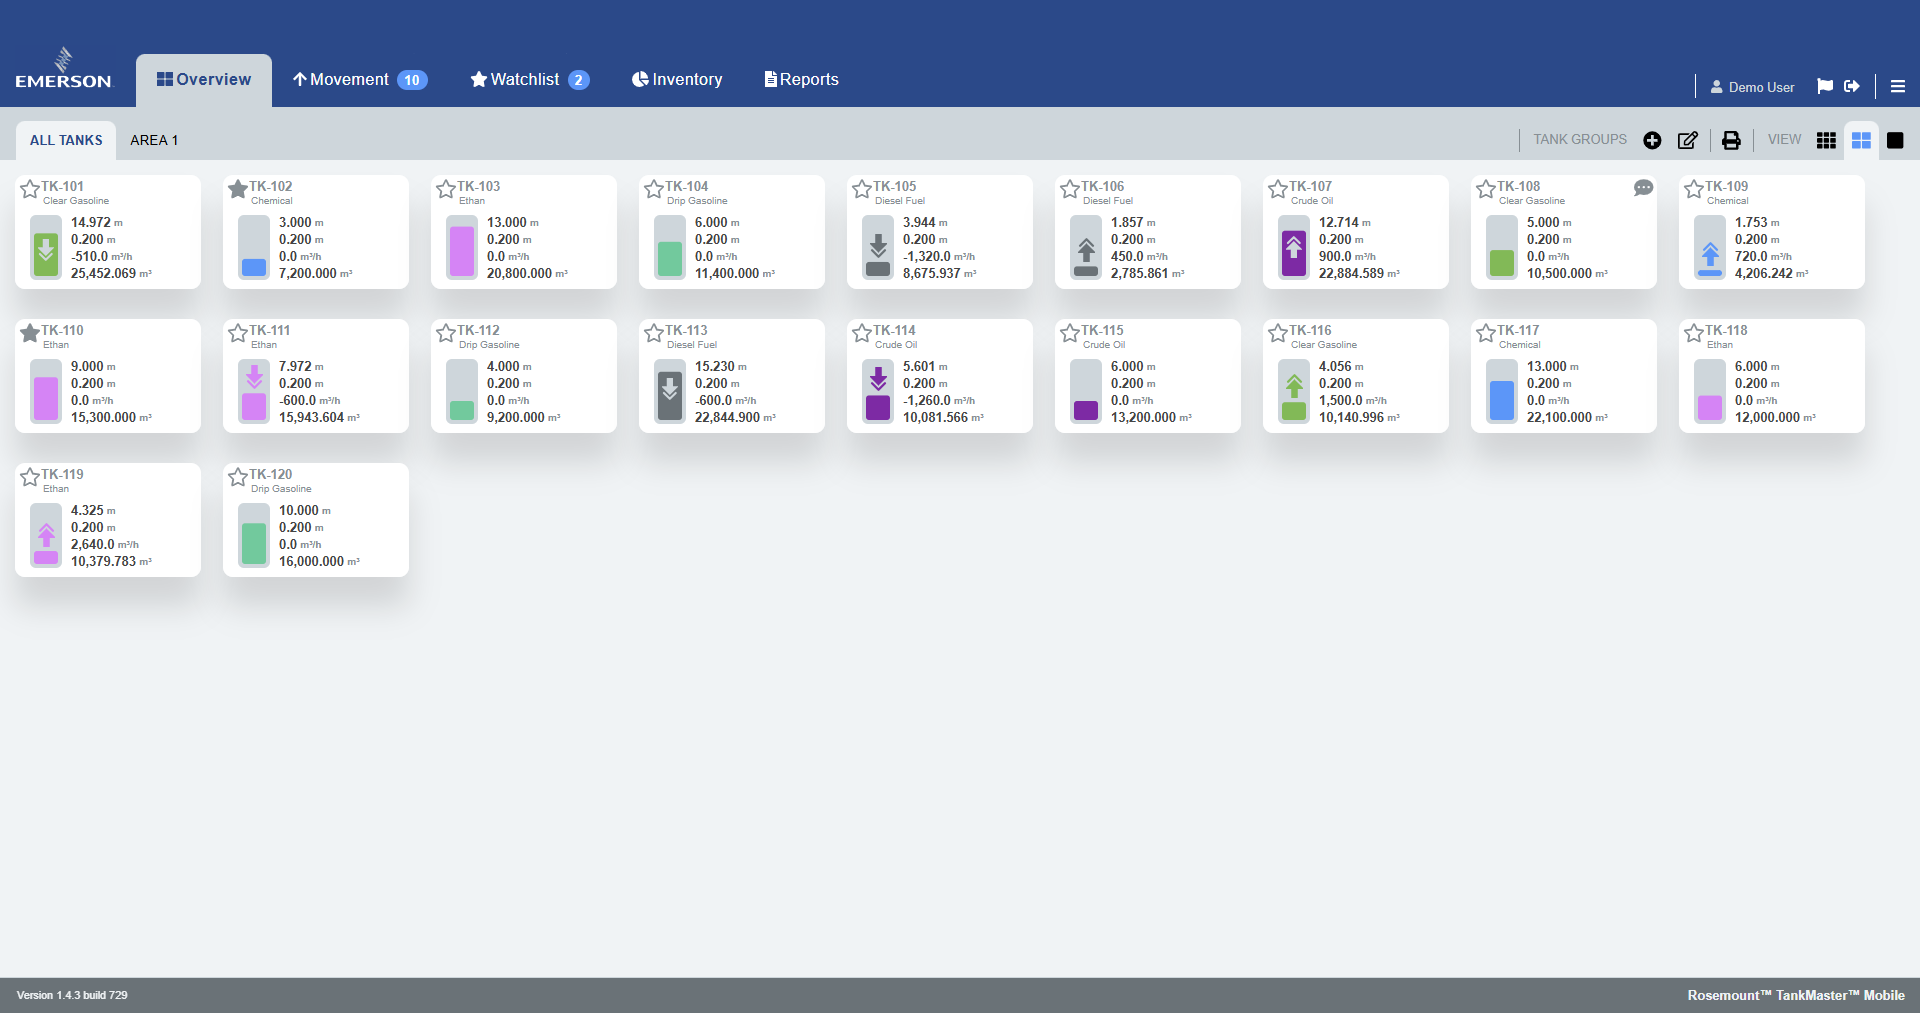 EMERSON
Overview
Movement 10
Watchlist 2
Inventory
Reports
Demo User
ALL TANKS
AREA 1
TANK GROUPS
VIEW
TK-101
Clear Gasoline
14.972 m
0.200 m
-510.0 m³/h
25,452.069 m³
TK-102
Chemical
3.000 m
0.200 m
0.0 m³/h
7,200.000 m³
TK-103
Ethan
13.000 m
0.200 m
0.0 m³/h
20,800.000 m³
TK-104
Drip Gasoline
6.000 m
0.200 m
0.0 m³/h
11,400.000 m³
TK-105
Diesel Fuel
3.944 m
0.200 m
-1,320.0 m³/h
8,675.937 m³
TK-106
Diesel Fuel
1.857 m
0.200 m
450.0 m³/h
2,785.861 m³
TK-107
Crude Oil
12.714 m
0.200 m
900.0 m³/h
22,884.589 m³
TK-108
Clear Gasoline
5.000 m
0.200 m
0.0 m³/h
10,500.000 m³
TK-109
Chemical
1.753 m
0.200 m
720.0 m³/h
4,206.242 m³
TK-110
Ethan
9.000 m
0.200 m
0.0 m³/h
15,300.000 m³
TK-111
Ethan
7.972 m
0.200 m
-600.0 m³/h
15,943.604 m³
TK-112
Drip Gasoline
4.000 m
0.200 m
0.0 m³/h
9,200.000 m³
TK-113
Diesel Fuel
15.230 m
0.200 m
-600.0 m³/h
22,844.900 m³
TK-114
Crude Oil
5.601 m
0.200 m
-1,260.0 m³/h
10,081.566 m³
TK-115
Crude Oil
6.000 m
0.200 m
0.0 m³/h
13,200.000 m³
TK-116
Clear Gasoline
4.056 m
0.200 m
1,500.0 m³/h
10,140.996 m³
TK-117
Chemical
13.000 m
0.200 m
0.0 m³/h
22,100.000 m³
TK-118
Ethan
6.000 m
0.200 m
0.0 m³/h
12,000.000 m³
TK-119
Ethan
4.325 m
0.200 m
2,640.0 m³/h
10,379.783 m³
TK-120
Drip Gasoline
10.000 m
0.200 m
0.0 m³/h
16,000.000 m³
Version 1.4.3 build 729
Rosemount™ TankMaster™ Mobile